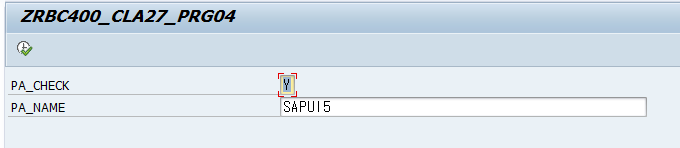 ZRBC400_CLA27_PRG04
PA_CHECK Y
PA_NAME SAPUI5